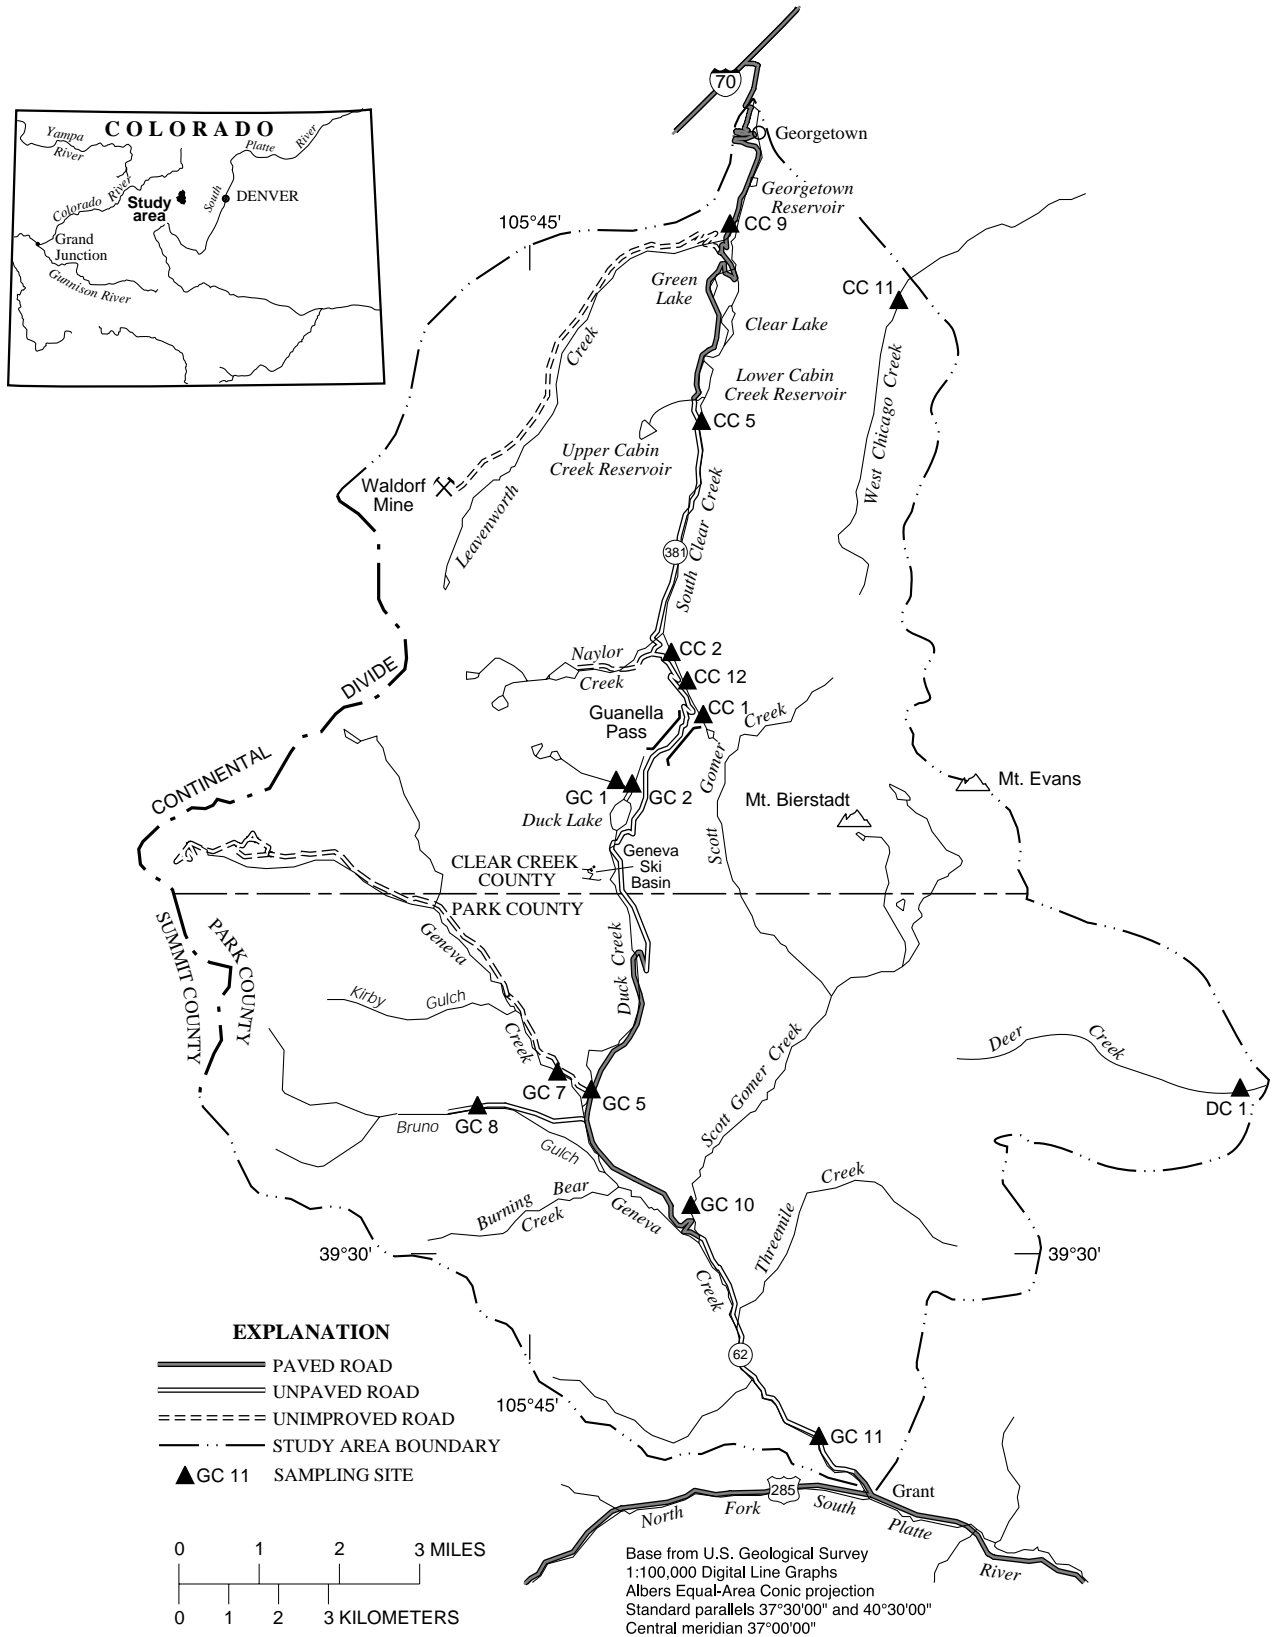 70
Georgetown
COLORADO
Yampa
River
Platte
River
South
DENVER
Colorado River
Study
area
Grand
Junction
Gunnison River
Georgetown
Reservoir
105°45'
CC 9
Green
Lake
CC 11
Clear Lake
Leavenworth Creek
Lower Cabin
Creek Reservoir
CC 5
Upper Cabin
Creek Reservoir
West Chicago Creek
Waldorf
Mine
South Clear Creek
381
Naylor
Creek
CC 2
CC 12
CC 1
Guanella
Pass
CONTINENTAL DIVIDE
Scott Gomer Creek
GC 1
GC 2
Mt. Evans
Mt. Bierstadt
Duck Lake
Geneva
Ski
Basin
CLEAR CREEK
COUNTY
PARK COUNTY
SUMMIT COUNTY
PARK COUNTY
Geneva
Creek
Duck Creek
Kirby Gulch
Scott Gomer Creek
Deer Creek
GC 7
GC 5
DC 1
GC 8
Bruno
Gulch
Burning Bear
Creek
Geneva
Creek
GC 10
Threemile
Creek
39°30'
39°30'
62
105°45'
GC 11
Grant
285
North Fork South Platte River
EXPLANATION
PAVED ROAD
UNPAVED ROAD
UNIMPROVED ROAD
STUDY AREA BOUNDARY
GC 11 SAMPLING SITE
0 1 2 3 MILES
0 1 2 3 KILOMETERS
Base from U.S. Geological Survey
1:100,000 Digital Line Graphs
Albers Equal-Area Conic projection
Standard parallels 37°30'00" and 40°30'00"
Central meridian 37°00'00"